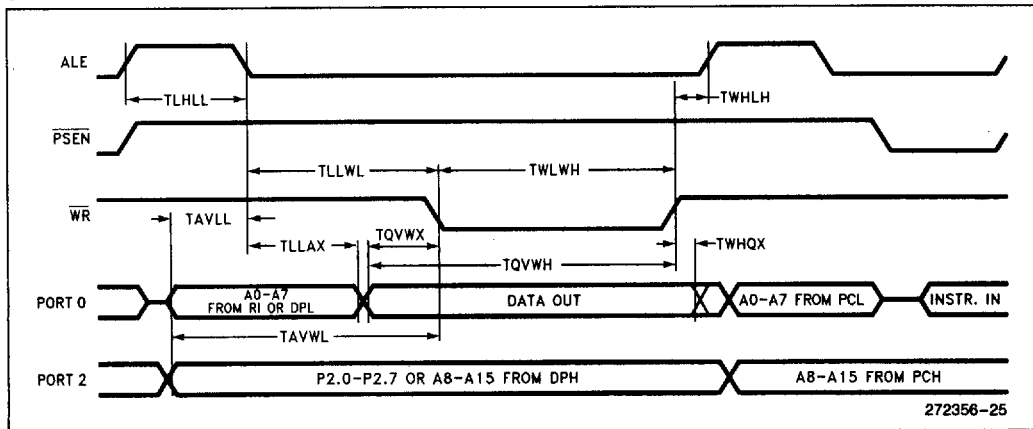 ALE
TLHLL
TWHLH
PSEN
TLLWL
TWLWH
WR
TAVLL
TQVWX
TWHQX
TLLAX
TQVWH
PORT 0
A0-A7
FROM RI OR DPL
DATA OUT
A0-A7 FROM PCL
INSTR. IN
TAVWL
PORT 2
P2.0-P2.7 OR A8-A15 FROM DPH
A8-A15 FROM PCH
272356-25